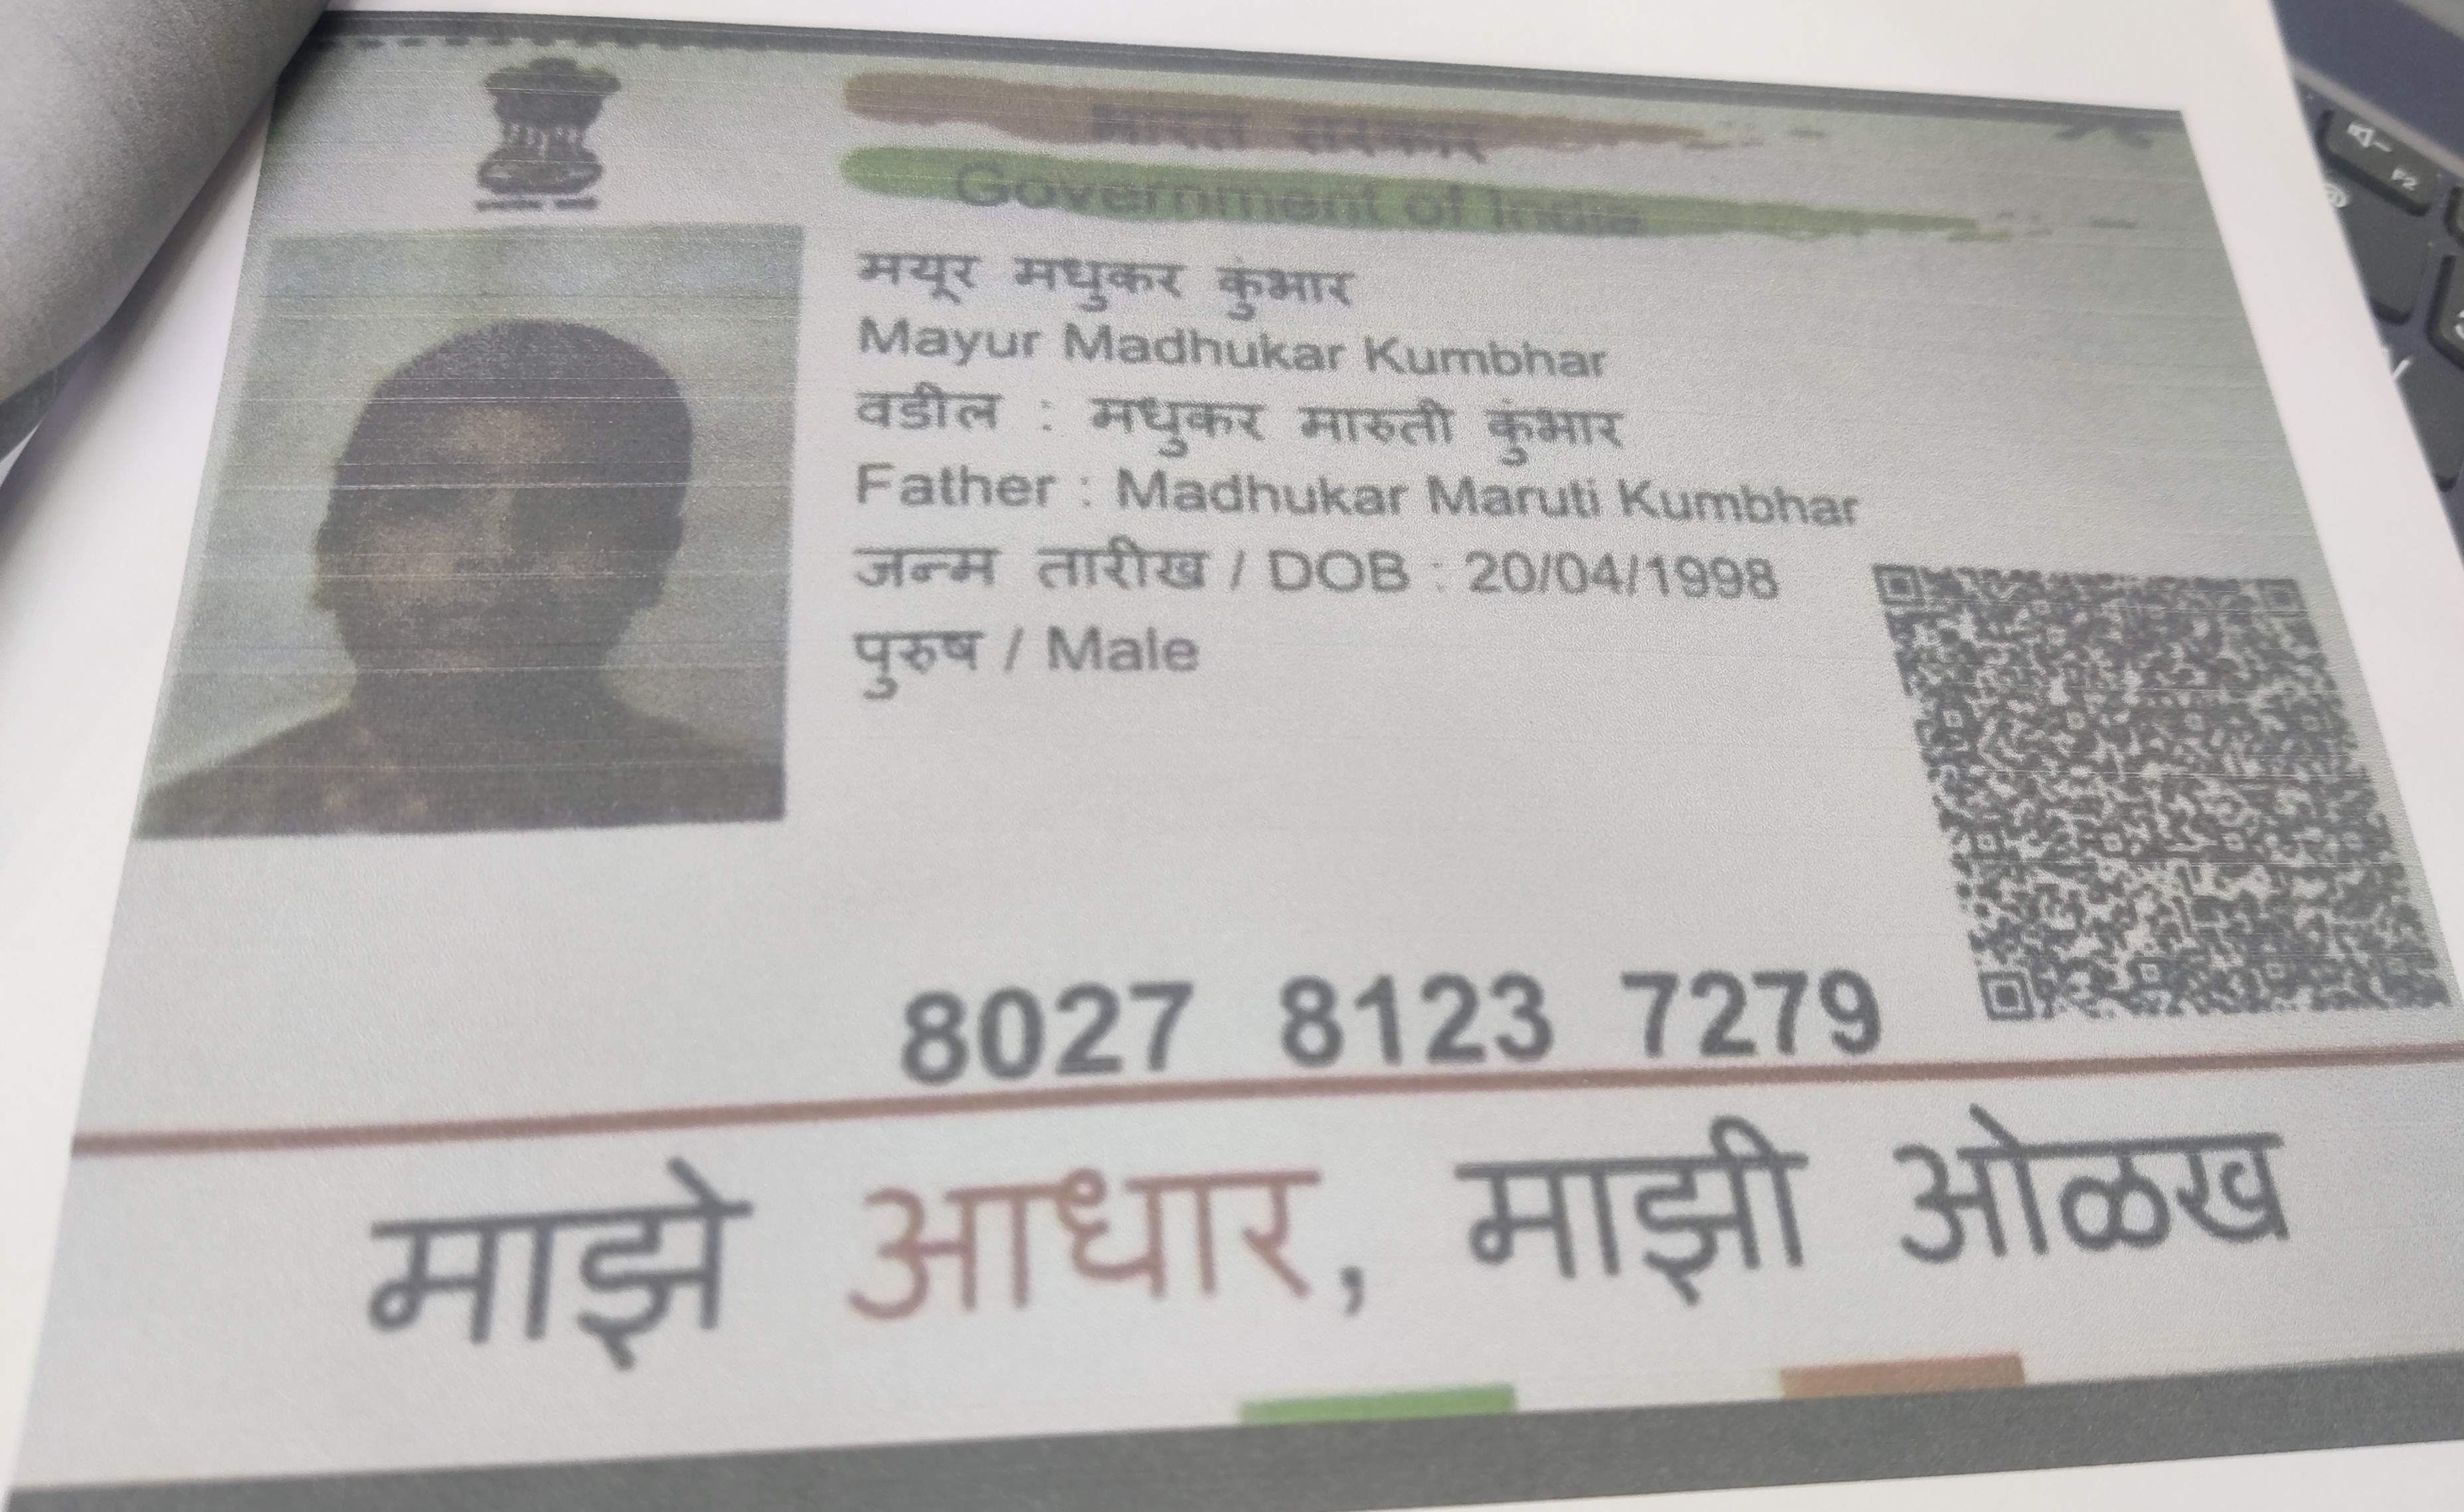 भारत सरकार
Government of India
मयूर मधुकर कुंभार
Mayur Madhukar Kumbhar
वडील : मधुकर मारुती कुंभार
Father : Madhukar Maruti Kumbhar
जन्म तारीख / DOB : 20/04/1998
पुरुष / Male
8027 8123 7279
माझे आधार, माझी ओळख
F2